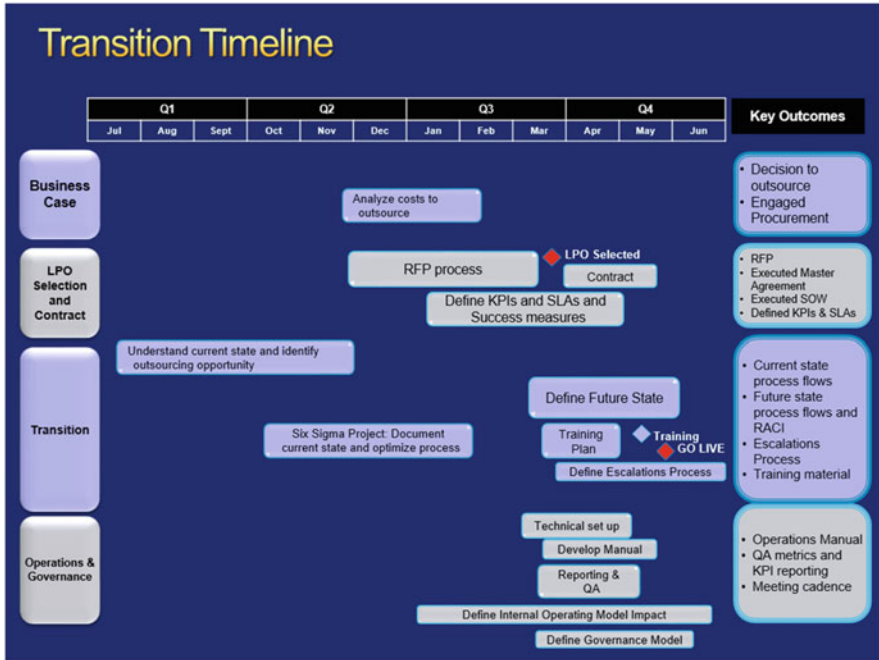 Transition Timeline
Q1 Q2 Q3 Q4 Key Outcomes
Jul Aug Sept Oct Nov Dec Jan Feb Mar Apr May Jun
Business
Case
Analyze costs to
outsource
• Decision to
outsource
• Engaged
Procurement
LPO
Selection
and
Contract
RFP process
LPO Selected
Contract
Define KPIs and SLAs and
Success measures
• RFP
• Executed Master
Agreement
• Executed SOW
• Defined KPIs & SLAs
Transition
Understand current state and identify
outsourcing opportunity
Define Future State
Six Sigma Project: Document
current state and optimize process
Training
Plan
Training
GO LIVE
Define Escalations Process
• Current state
process flows
• Future state
process flows and
RACI
• Escalations
Process
• Training material
Operations &
Governance
Technical set up
Develop Manual
Reporting &
QA
Define Internal Operating Model Impact
Define Governance Model
• Operations Manual
• QA metrics and
KPI reporting
• Meeting cadence